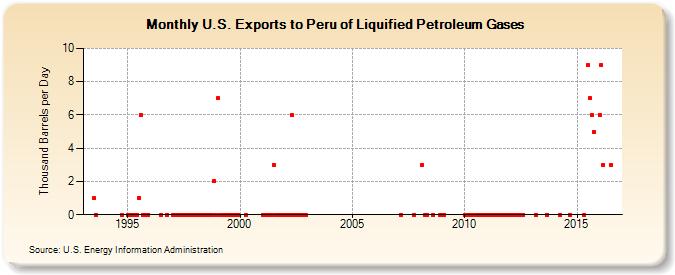 Monthly U.S. Exports to Peru of Liquified Petroleum Gases
Thousand Barrels per Day
10
8
6
4
2
0
1995 2000 2005 2010 2015
Source: U.S. Energy Information Administration